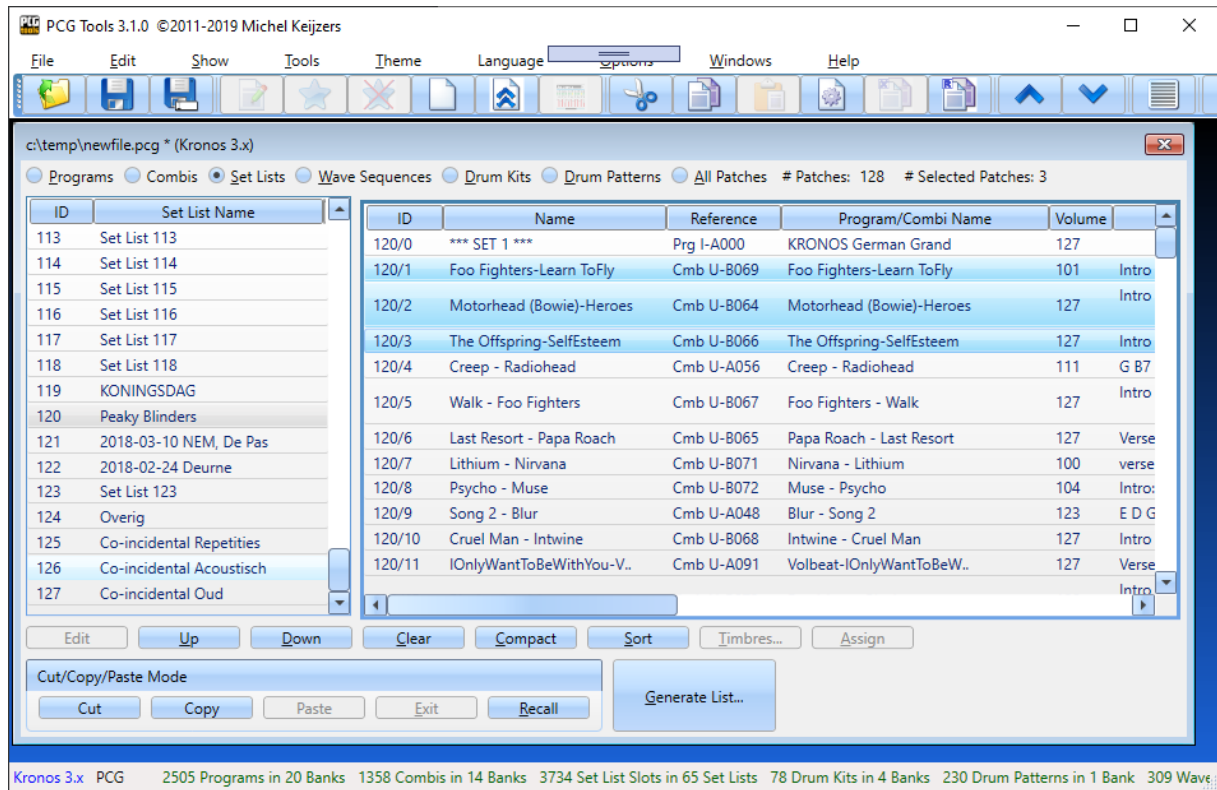 PCG Tools 3.1.0 ©2011-2019 Michel Keijzers
File Edit Show Tools Theme Language Options Windows Help
c:\temp\newfile.pcg * (Kronos 3.x)
Programs Combis Set Lists Wave Sequences Drum Kits Drum Patterns All Patches # Patches: 128 # Selected Patches: 3
ID Set List Name
113 Set List 113
114 Set List 114
115 Set List 115
116 Set List 116
117 Set List 117
118 Set List 118
119 KONINGSDAG
120 Peaky Blinders
121 2018-03-10 NEM, De Pas
122 2018-02-24 Deurne
123 Set List 123
124 Overig
125 Co-incidental Repetities
126 Co-incidental Acoustisch
127 Co-incidental Oud
ID Name Reference Program/Combi Name Volume
120/0 *** SET 1 *** Prg I-A000 KRONOS German Grand 127
120/1 Foo Fighters-Learn ToFly Cmb U-B069 Foo Fighters-Learn ToFly 101 Intro
120/2 Motorhead (Bowie)-Heroes Cmb U-B064 Motorhead (Bowie)-Heroes 127 Intro
120/3 The Offspring-SelfEsteem Cmb U-B066 The Offspring-SelfEsteem 127 Intro
120/4 Creep - Radiohead Cmb U-A056 Creep - Radiohead 111 G B7
120/5 Walk - Foo Fighters Cmb U-B067 Foo Fighters - Walk 127 Intro
120/6 Last Resort - Papa Roach Cmb U-B065 Papa Roach - Last Resort 127 Verse
120/7 Lithium - Nirvana Cmb U-B071 Nirvana - Lithium 100 verse
120/8 Psycho - Muse Cmb U-B072 Muse - Psycho 104 Intro:
120/9 Song 2 - Blur Cmb U-A048 Blur - Song 2 123 E D G
120/10 Cruel Man - Intwine Cmb U-B068 Intwine - Cruel Man 127 Intro
120/11 IOnlyWantToBeWithYou-V.. Cmb U-A091 Volbeat-IOnlyWantToBeW.. 127 Verse
Intro
Edit Up Down Clear Compact Sort Timbres... Assign
Cut/Copy/Paste Mode
Cut Copy Paste Exit Recall
Generate List...
Kronos 3.x PCG 2505 Programs in 20 Banks 1358 Combis in 14 Banks 3734 Set List Slots in 65 Set Lists 78 Drum Kits in 4 Banks 230 Drum Patterns in 1 Bank 309 Wave